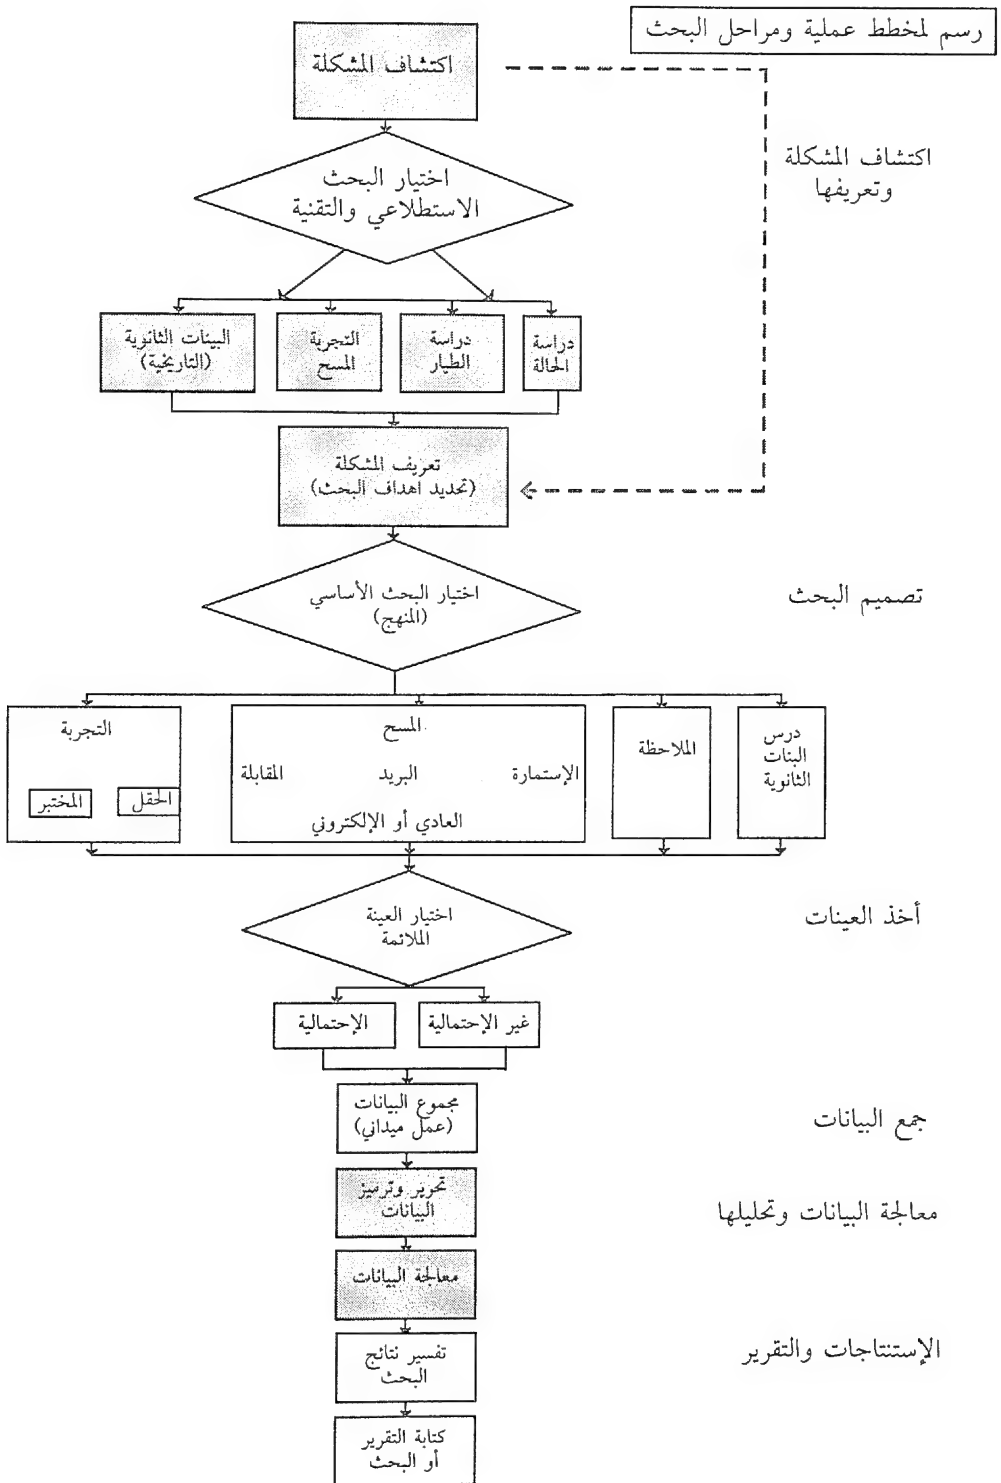 رسم لمخطط عملية ومراحل البحث
اكتشاف المشكلة
اكتشاف المشكلة
وتعريفها
اختيار البحث
الاستطلاعي والتقنية
دراسة
الحالة
دراسة
الطيار
التجربة
المسح
البينات الثانوية
(التاريخية)
تعريف المشكلة
(تحديد اهداف البحث)
تصميم البحث
اختيار البحث الأساسي
(المنهج)
درس
البنات
الثانوية
الملاحظة
المسح
الإستمارة
البريد
المقابلة
العادي أو الإلكتروني
التجربة
الحقل
المختبر
أخذ العينات
اختيار العينة
الملائمة
غير الإحتمالية
الإحتمالية
جمع البيانات
مجموع البيانات
(عمل ميداني)
معالجة البيانات وتحليلها
تحوير وترميز
البيانات
معالجة البيانات
الإستنتاجات والتقرير
تفسير نتائج
البحث
كتابة التقرير
أو البحث